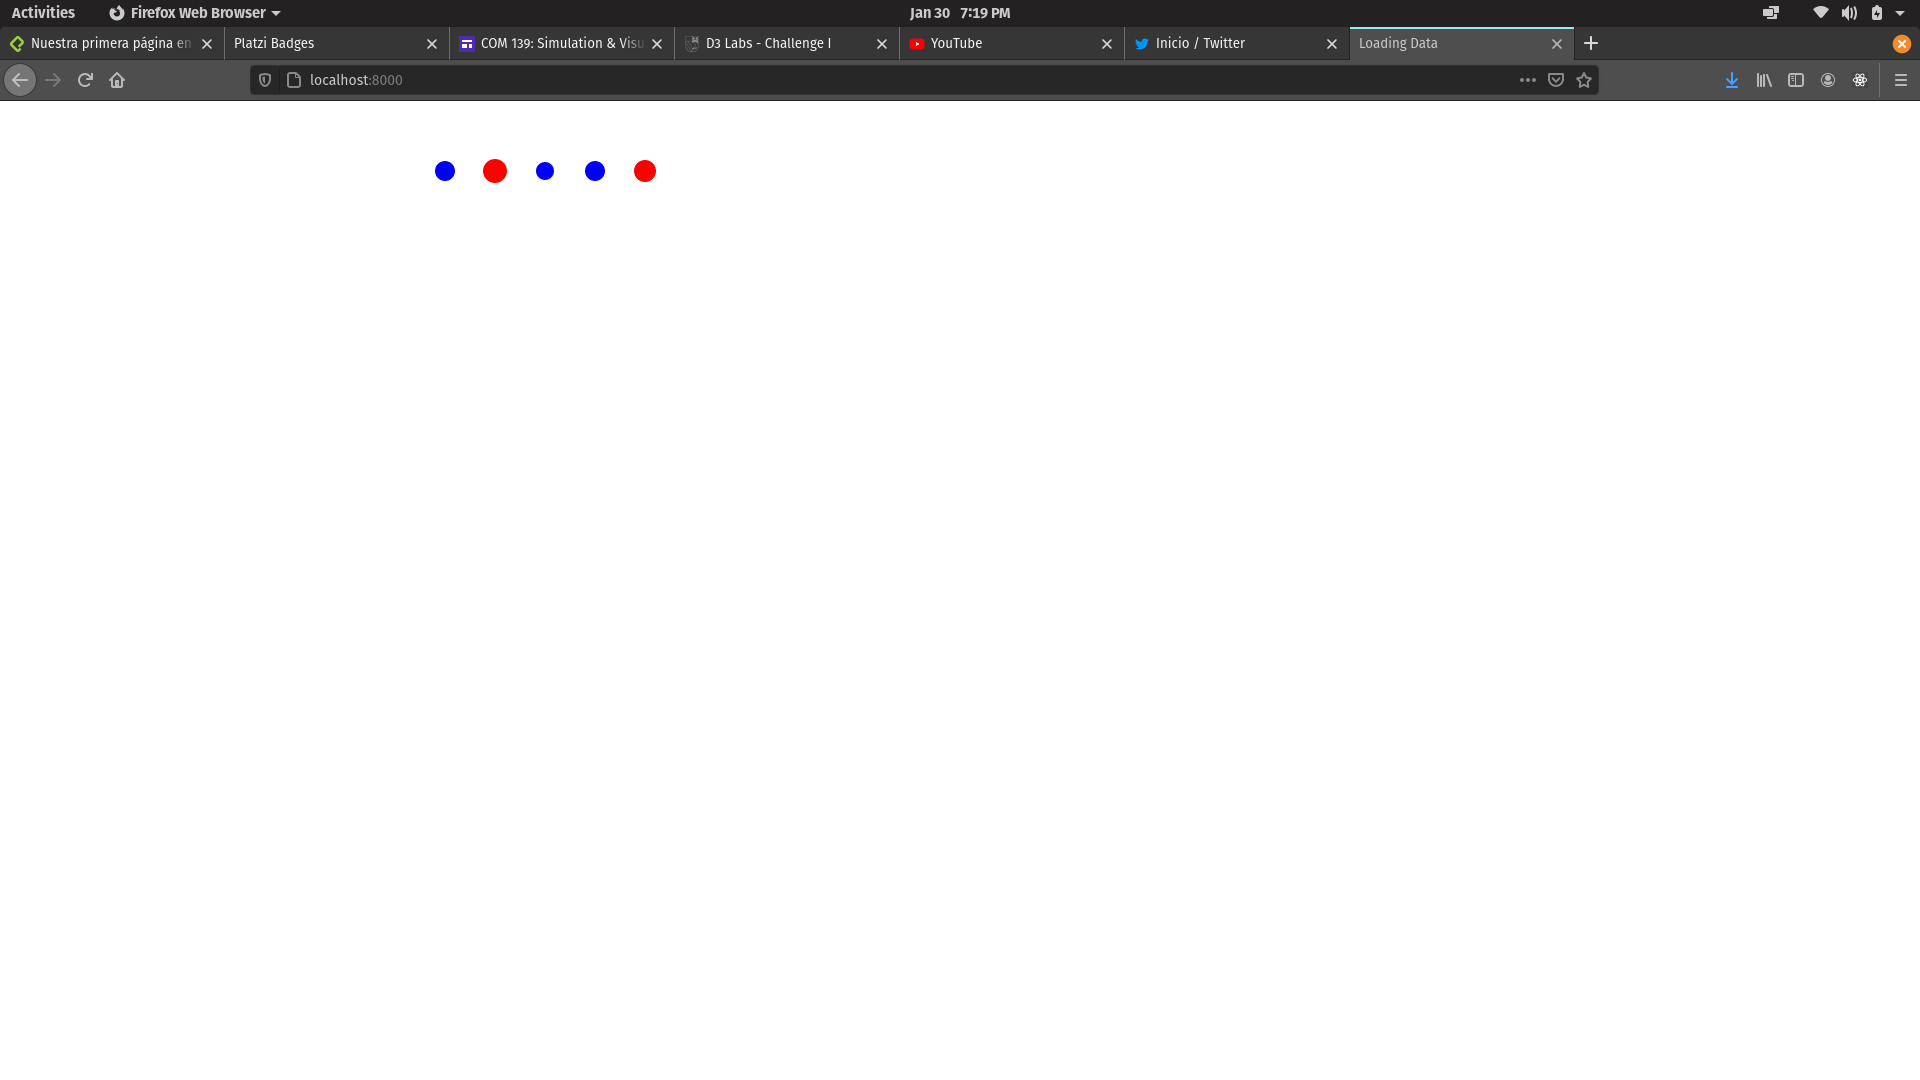 Activities Firefox Web Browser Jan 30 7:19 PM
Nuestra primera página en Platzi Badges COM 139: Simulation & Visu D3 Labs - Challenge I YouTube Inicio / Twitter Loading Data
localhost:8000